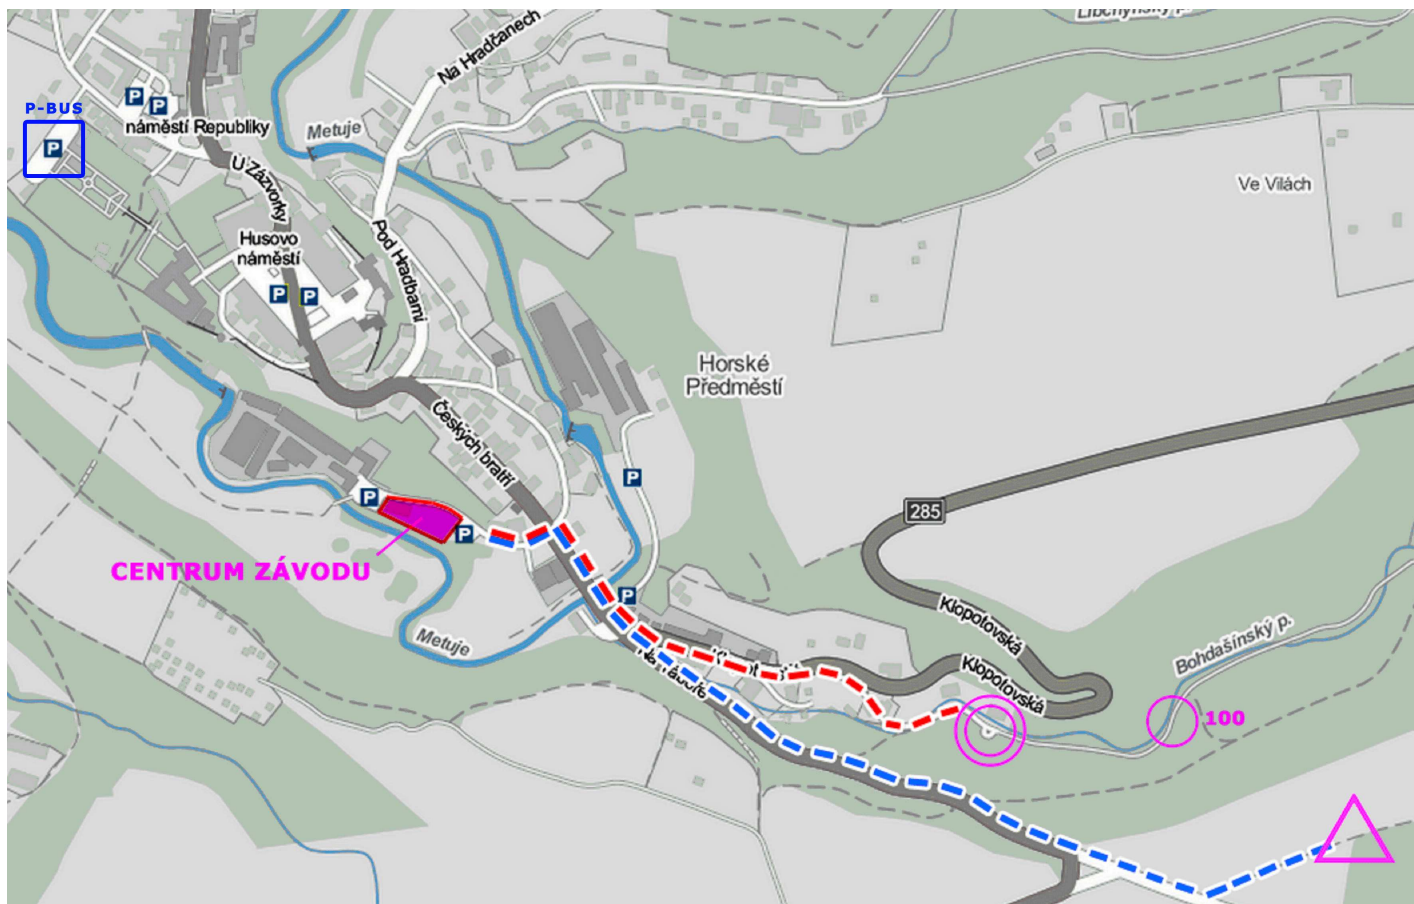 Libchyňský p.
Na Hradčanech
P-BUS
P
P
P
náměstí Republiky
Metuje
U Zázvorky
Ve Vilách
Husovo
náměstí
Pod Hradbami
P
P
Horské
Předměstí
Českých bratří
P
285
P
P
CENTRUM ZÁVODU
P
Klopotovská
Metuje
Bohdašínský p.
Klopotovská
100